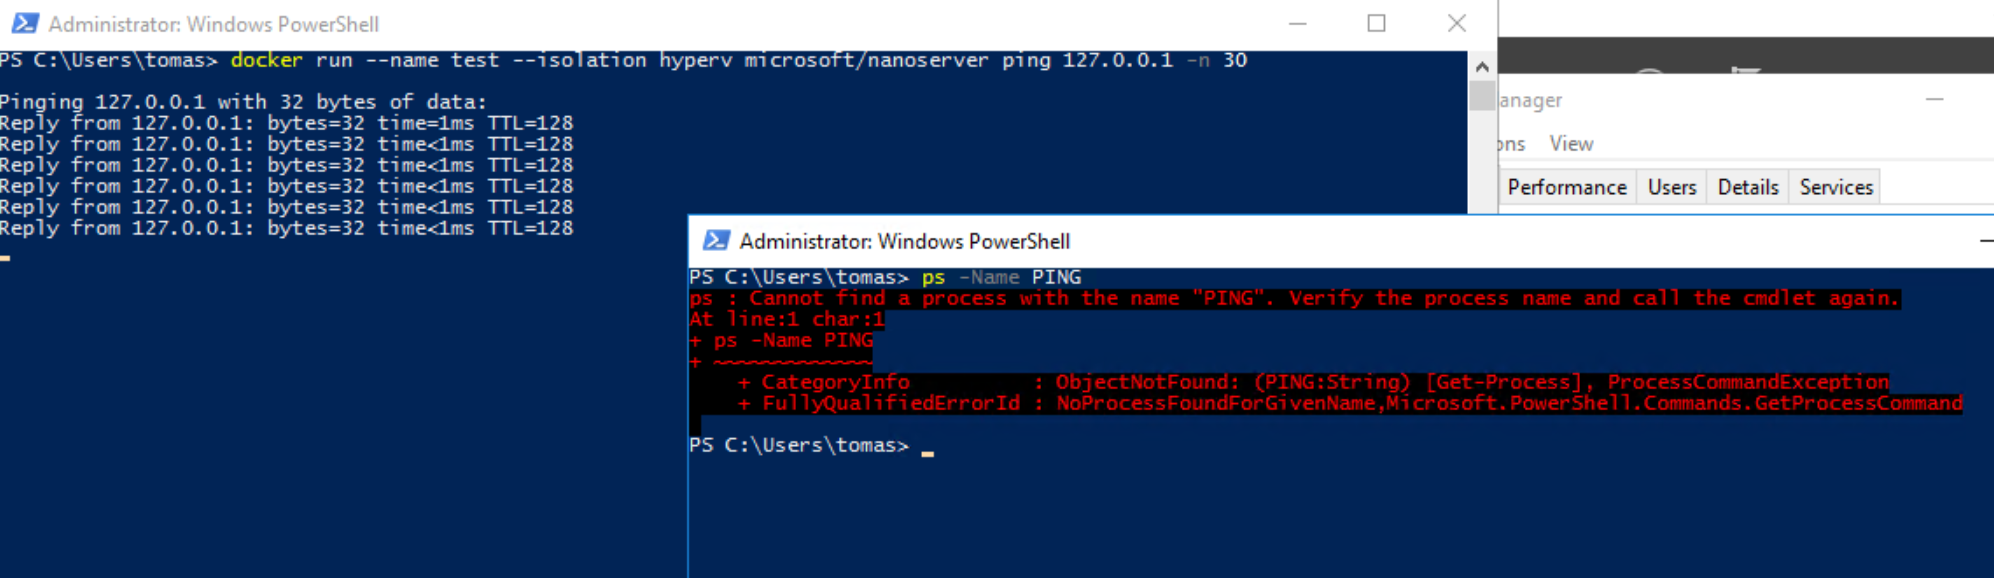 Administrator: Windows PowerShell
PS C:\Users\tomas> docker run --name test --isolation hyperv microsoft/nanoserver ping 127.0.0.1 -n 30
Pinging 127.0.0.1 with 32 bytes of data:
Reply from 127.0.0.1: bytes=32 time=1ms TTL=128
Reply from 127.0.0.1: bytes=32 time<1ms TTL=128
Reply from 127.0.0.1: bytes=32 time<1ms TTL=128
Reply from 127.0.0.1: bytes=32 time<1ms TTL=128
Reply from 127.0.0.1: bytes=32 time<1ms TTL=128
Reply from 127.0.0.1: bytes=32 time<1ms TTL=128
anager
ons View
Performance Users Details Services
Administrator: Windows PowerShell
PS C:\Users\tomas> ps -Name PING
ps : Cannot find a process with the name "PING". Verify the process name and call the cmdlet again.
At line:1 char:1
+ ps -Name PING
+ ~~~~~~~~~~~~~
+ CategoryInfo : ObjectNotFound: (PING:String) [Get-Process], ProcessCommandException
+ FullyQualifiedErrorId : NoProcessFoundForGivenName,Microsoft.PowerShell.Commands.GetProcessCommand
PS C:\Users\tomas>